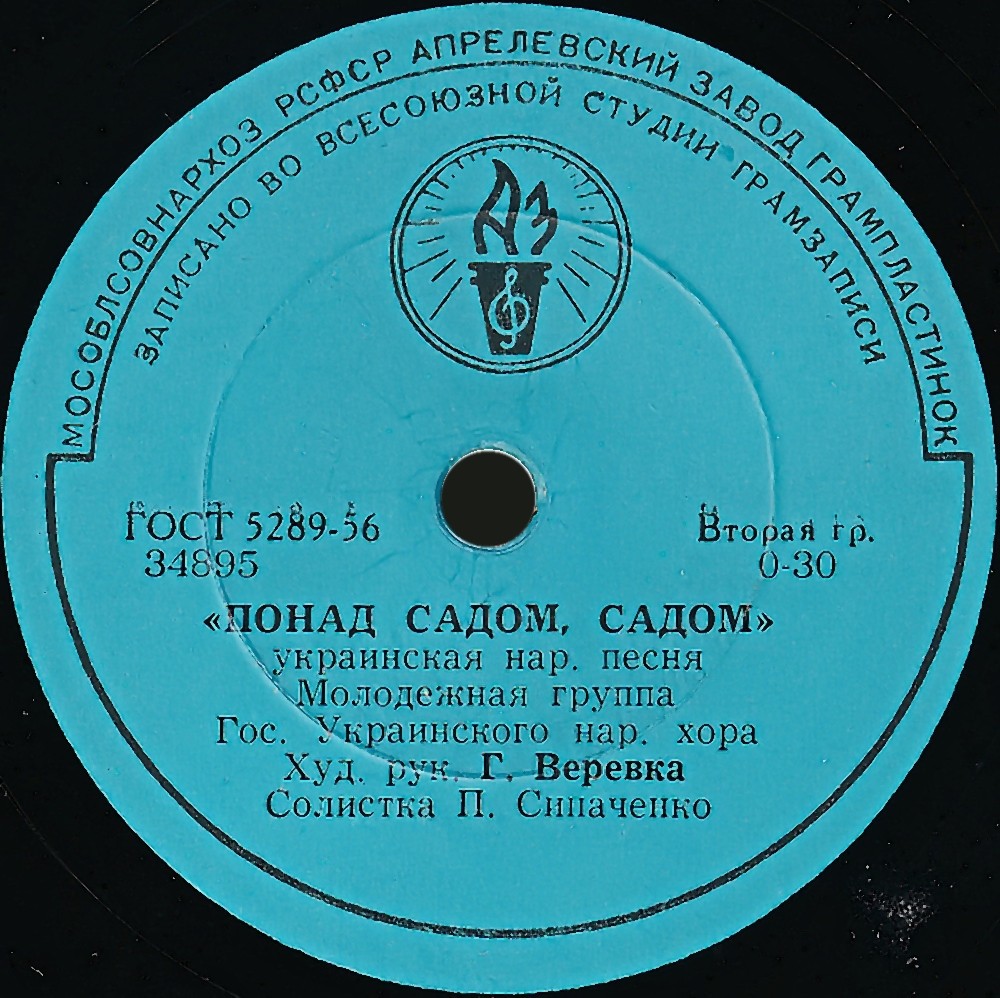 МОСОБЛСОВНАРХОЗ РСФСР АПРЕЛЕВСКИЙ ЗАВОД ГРАМПЛАСТИНОК
ЗАПИСАНО ВО ВСЕСОЮЗНОЙ СТУДИИ ГРАМЗАПИСИ
АЗ
ГОСТ 5289-56
34895
Вторая гр.
0-30
«ПОНАД САДОМ, САДОМ»
украинская нар. песня
Молодежная группа
Гос. Украинского нар. хора
Худ. рук. Г. Веревка
Солистка П. Сипаченко